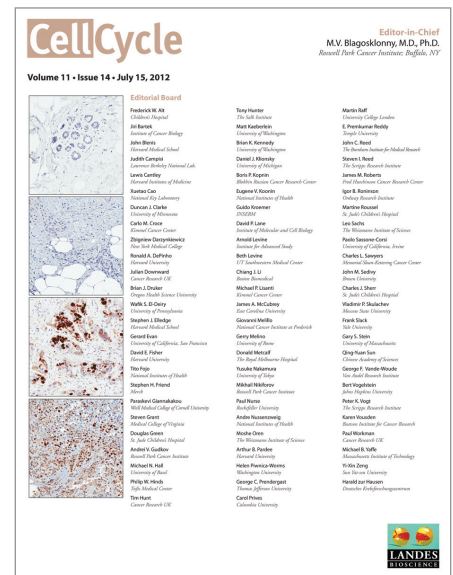 CellCycle
Editor-in-Chief
M.V. Blagosklonny, M.D., Ph.D.
Roswell Park Cancer Institute; Buffalo, NY
Volume 11 • Issue 14 • July 15, 2012
Editorial Board
Frederick W. Alt
Children's Hospital
Jiri Bartek
Institute of Cancer Biology
John Blenis
Harvard Medical School
Judith Campisi
Lawrence Berkeley National Lab.
Lewis Cantley
Harvard Institutes of Medicine
Xuetao Cao
National Key Laboratory
Duncan J. Clarke
University of Minnesota
Carlo M. Croce
Kimmel Cancer Center
Zbigniew Darzynkiewicz
New York Medical College
Ronald A. DePinho
Harvard University
Julian Downward
Cancer Research UK
Brian J. Druker
Oregon Health Science University
Wafik S. El-Deiry
University of Pennsylvania
Stephen J. Elledge
Harvard Medical School
Gerard Evan
University of California, San Francisco
David E. Fisher
Harvard University
Tito Fojo
National Institutes of Health
Stephen H. Friend
Merck
Paraskevi Giannakakou
Weill Medical College of Cornell University
Steven Grant
Medical College of Virginia
Douglas Green
St. Jude Children's Hospital
Andrei V. Gudkov
Roswell Park Cancer Institute
Michael N. Hall
University of Basel
Philip W. Hinds
Tufts Medical Center
Tim Hunt
Cancer Research UK
Tony Hunter
The Salk Institute
Matt Kaeberlein
University of Washington
Brian K. Kennedy
University of Washington
Daniel J. Klionsky
University of Michigan
Boris P. Kopnin
Blokhin Russian Cancer Research Center
Eugene V. Koonin
National Institutes of Health
Guido Kroemer
INSERM
David P. Lane
Institute of Molecular and Cell Biology
Arnold Levine
Institute for Advanced Study
Beth Levine
UT Southwestern Medical Center
Chiang J. Li
Boston Biomedical
Michael P. Lisanti
Kimmel Cancer Center
James A. McCubrey
East Carolina University
Giovanni Melillo
National Cancer Institute at Frederick
Gerry Melino
University of Rome
Donald Metcalf
The Royal Melbourne Hospital
Yusuke Nakamura
University of Tokyo
Mikhail Nikiforov
Roswell Park Cancer Institute
Paul Nurse
Rockefeller University
Andre Nussenzweig
National Institutes of Health
Moshe Oren
The Weizmann Institute of Science
Arthur B. Pardee
Harvard University
Helen Piwnica-Worms
Washington University
George C. Prendergast
Thomas Jefferson University
Carol Prives
Columbia University
Martin Raff
University College London
E. Premkumar Reddy
Temple University
John C. Reed
The Burnham Institute for Medical Research
Steven I. Reed
The Scripps Research Institute
James M. Roberts
Fred Hutchinson Cancer Research Center
Igor B. Roninson
Ordway Research Institute
Martine Roussel
St. Jude's Children's Hospital
Leo Sachs
The Weizmann Institute of Science
Paolo Sassone-Corsi
University of California, Irvine
Charles L. Sawyers
Memorial Sloan-Kettering Cancer Center
John M. Sedivy
Brown University
Charles J. Sherr
St. Jude's Children's Hospital
Vladimir P. Skulachev
Moscow State University
Frank Slack
Yale University
Gary S. Stein
University of Massachusetts
Qing-Yuan Sun
Chinese Academy of Sciences
George F. Vande-Woude
Van Andel Research Institute
Bert Vogelstein
Johns Hopkins University
Peter K. Vogt
The Scripps Research Institute
Karen Vousden
Beatson Institute for Cancer Research
Paul Workman
Cancer Research UK
Michael B. Yaffe
Massachusetts Institute of Technology
Yi-Xin Zeng
Sun Yat-sen University
Harald zur Hausen
Deutsches Krebsforschungszentrum
LANDES
BIOSCIENCE